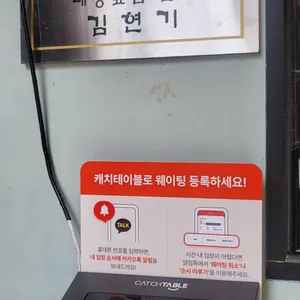 김현기
캐치테이블로 웨이팅 등록하세요!
TALK
휴대폰 번호를 입력하면,
내 입장 순서에 카카오톡 알림을
보내드려요!
시간 내 입장이 어렵다면
알림톡에서 '웨이팅 취소'나
'순서 미루기'를 이용해주세요.
CATCHTABLE